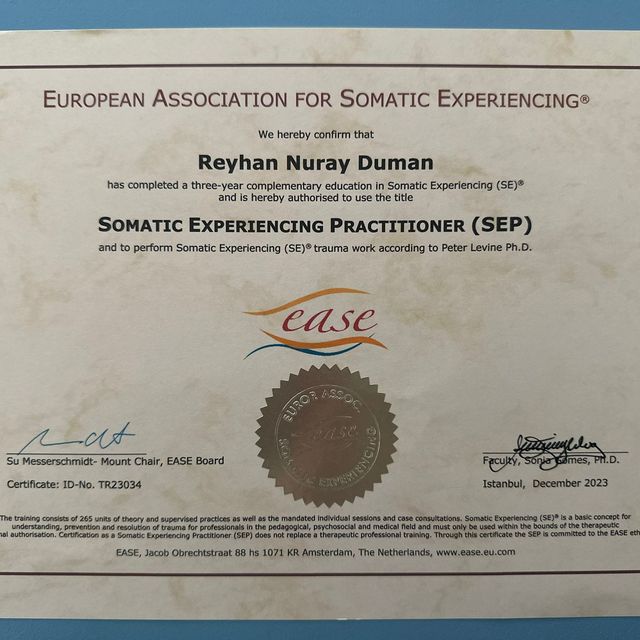 EUROPEAN ASSOCIATION FOR SOMATIC EXPERIENCING®
We hereby confirm that
Reyhan Nuray Duman
has completed a three-year complementary education in Somatic Experiencing (SE)®
and is hereby authorised to use the title
SOMATIC EXPERIENCING PRACTITIONER (SEP)
and to perform Somatic Experiencing (SE)® trauma work according to Peter Levine Ph.D.
ease
EUROP. ASSOC.
ease
SOMATIC EXPERIENCING
Su Messerschmidt- Mount Chair, EASE Board
Faculty, Sonia Gomes, Ph.D.
Certificate: ID-No. TR23034
Istanbul, December 2023
The training consists of 265 units of theory and supervised practices as well as the mandated individual sessions and case consultations. Somatic Experiencing (SE)® is a basic concept for
understanding, prevention and resolution of trauma for professionals in the pedagogical, psychosocial and medical field and must only be used within the bounds of the therapeutic
authorisation. Certification as a Somatic Experiencing Practitioner (SEP) does not replace a therapeutic professional training. Through this certificate the SEP is committed to the EASE
EASE, Jacob Obrechtstraat 88 hs 1071 KR Amsterdam, The Netherlands, www.ease.eu.com